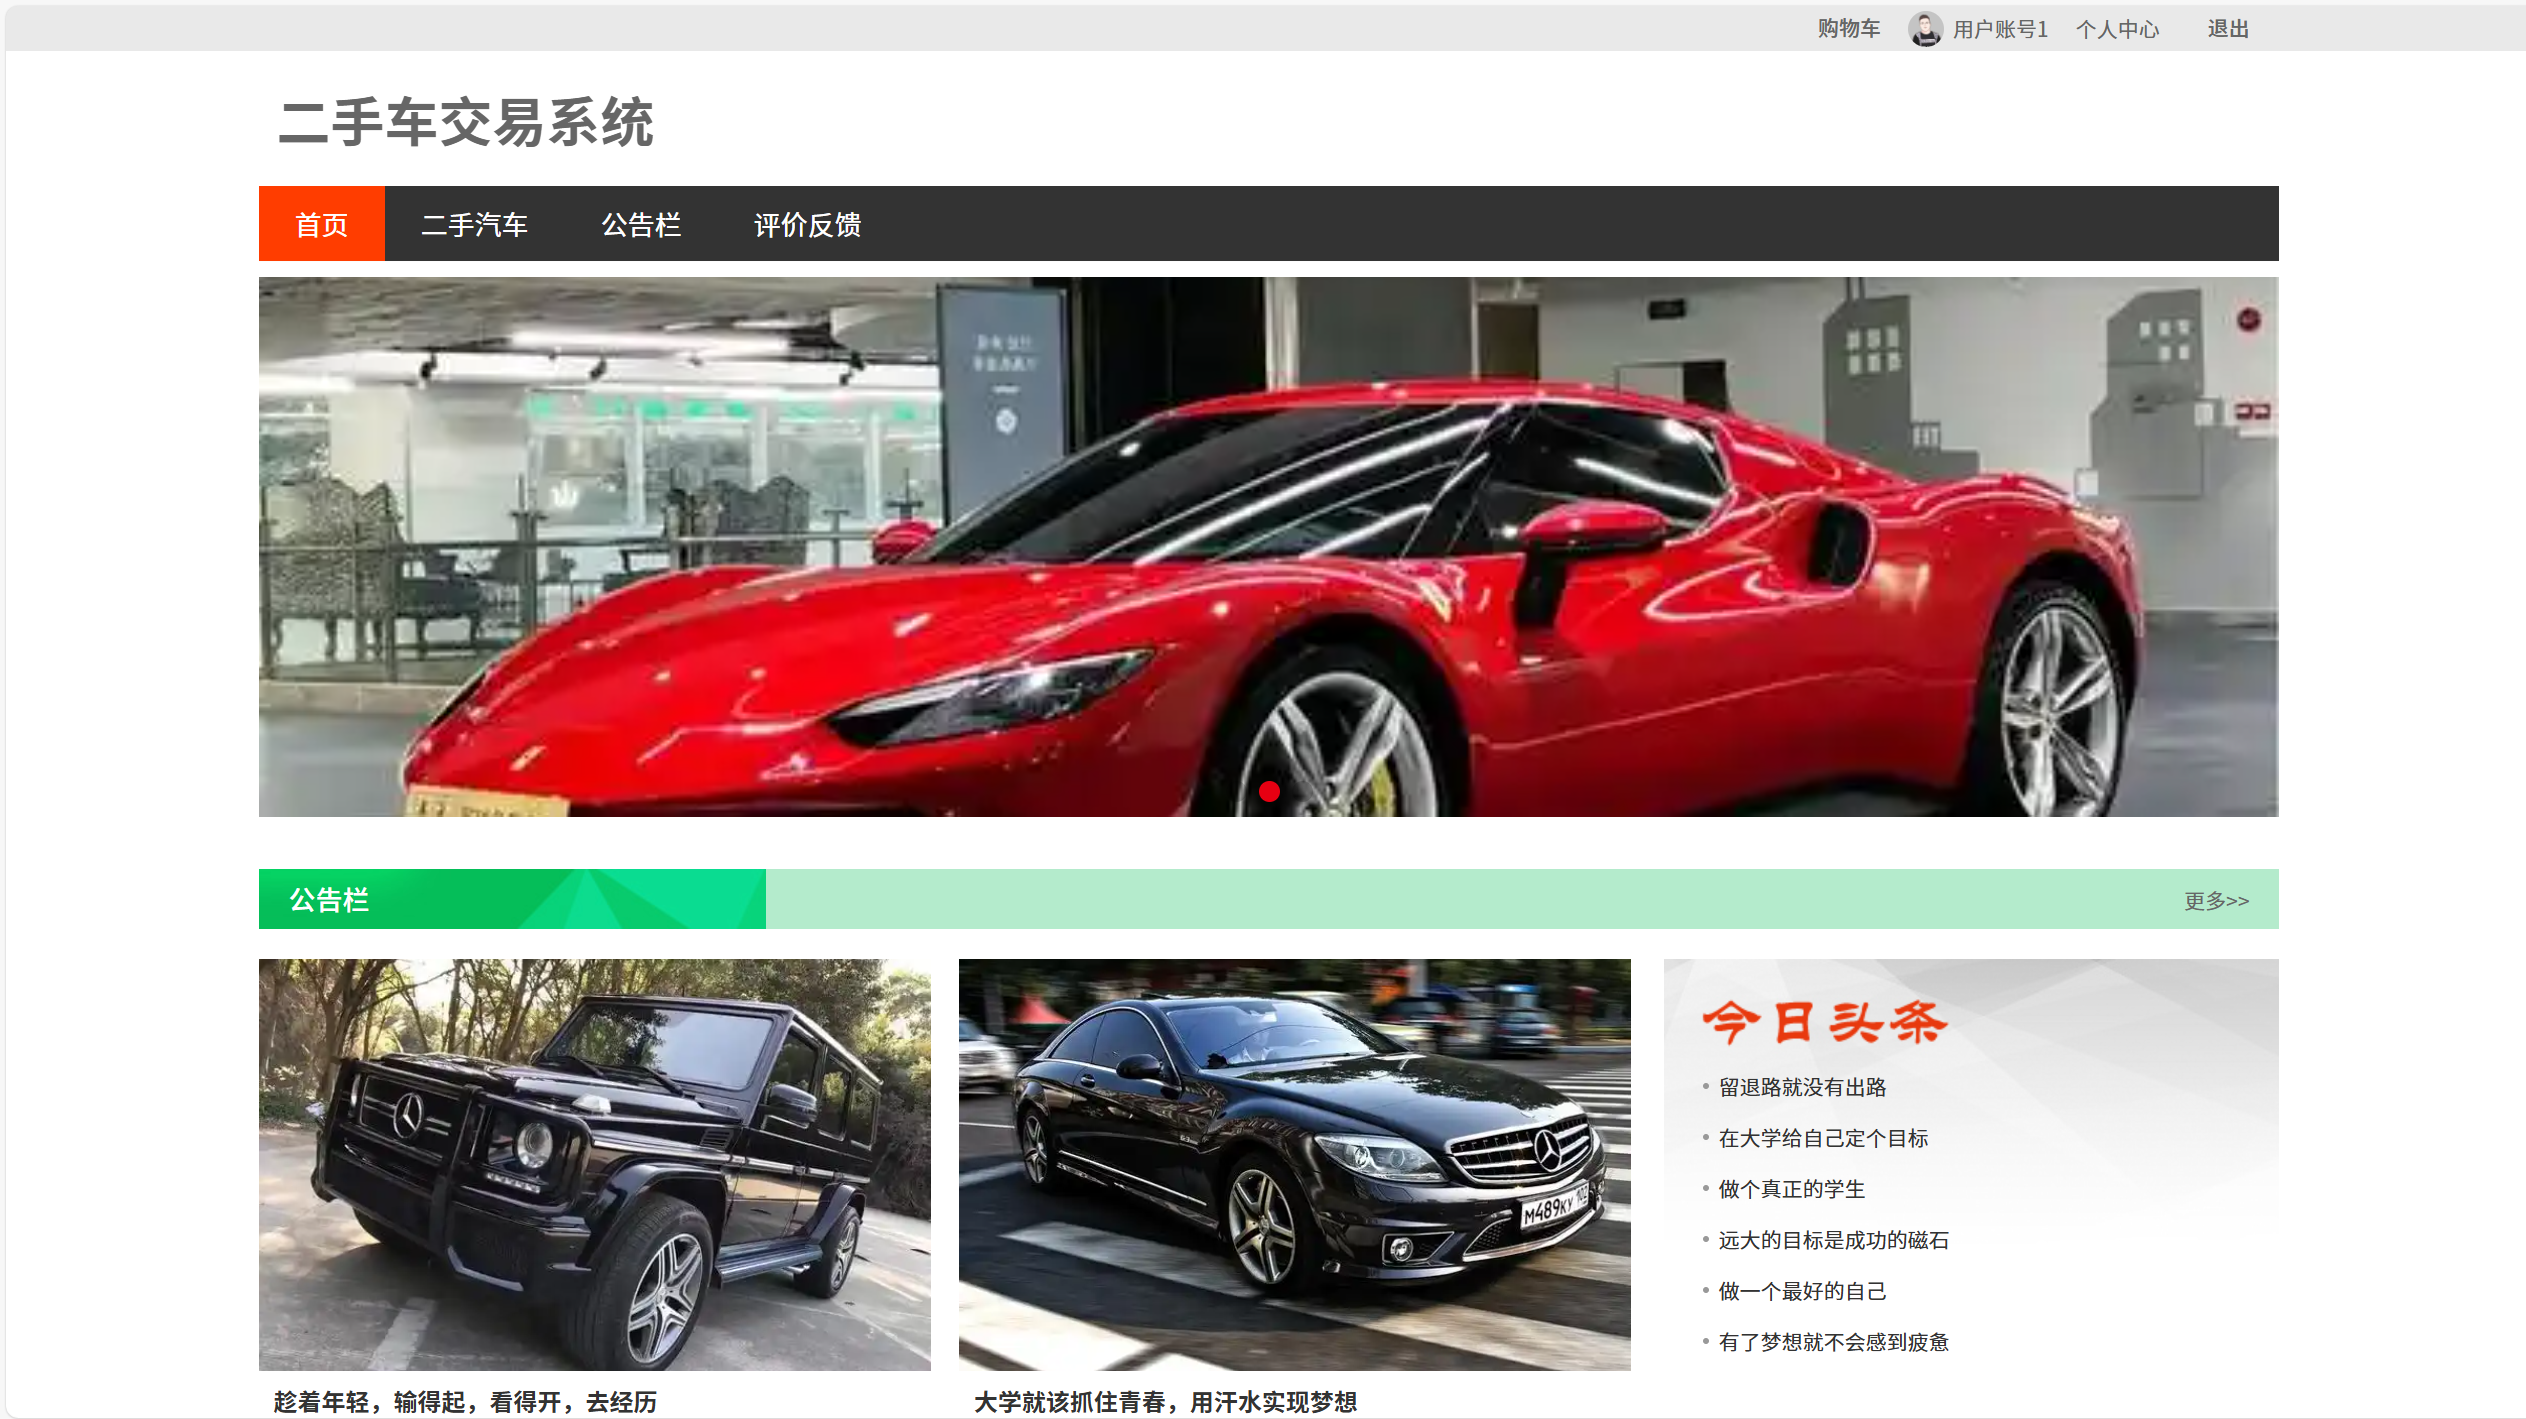 购物车 用户账号1 个人中心 退出
二手车交易系统
首页 二手汽车 公告栏 评价反馈
公告栏 更多>>
今日头条
留退路就没有出路
在大学给自己定个目标
做个真正的学生
远大的目标是成功的磁石
做一个最好的自己
有了梦想就不会感到疲惫
M489KY 102
趁着年轻，输得起，看得开，去经历
大学就该抓住青春，用汗水实现梦想